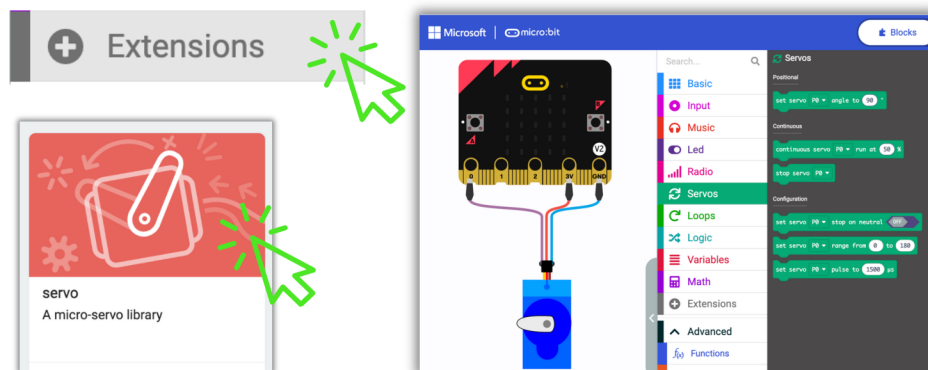 Extensions
servo
A micro-servo library
Microsoft micro:bit
Blocks
0 1 2 3V GND
V2
Search...
Basic
Input
Music
Led
Radio
Servos
Loops
Logic
Variables
Math
Extensions
Advanced
f(x) Functions
Servos
Positional
set servo P0 angle to 90 °
Continuous
continuous servo P0 run at 50 %
stop servo P0
Configuration
set servo P0 stop on neutral OFF
set servo P0 range from 0 to 180
set servo P0 pulse to 1500 µs